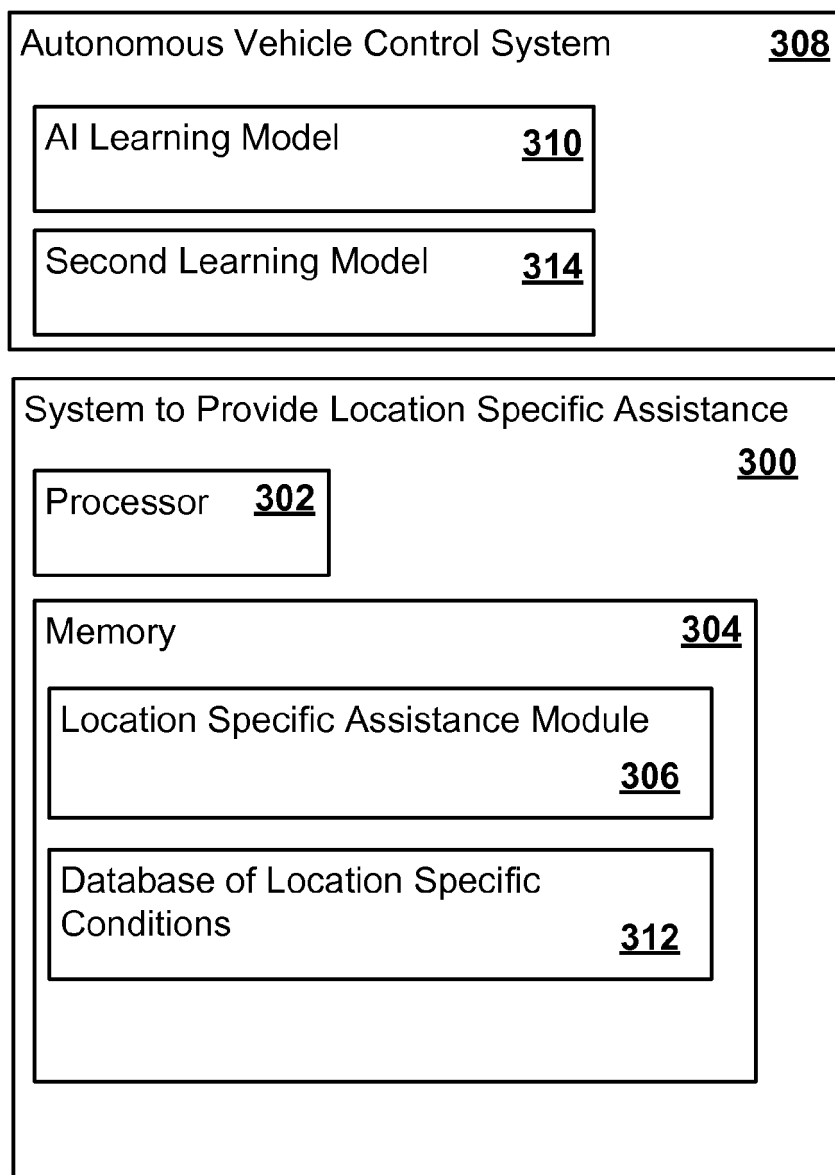 Autonomous Vehicle Control System 308
AI Learning Model 310
Second Learning Model 314
System to Provide Location Specific Assistance
300
Processor 302
Memory 304
Location Specific Assistance Module
306
Database of Location Specific
Conditions 312